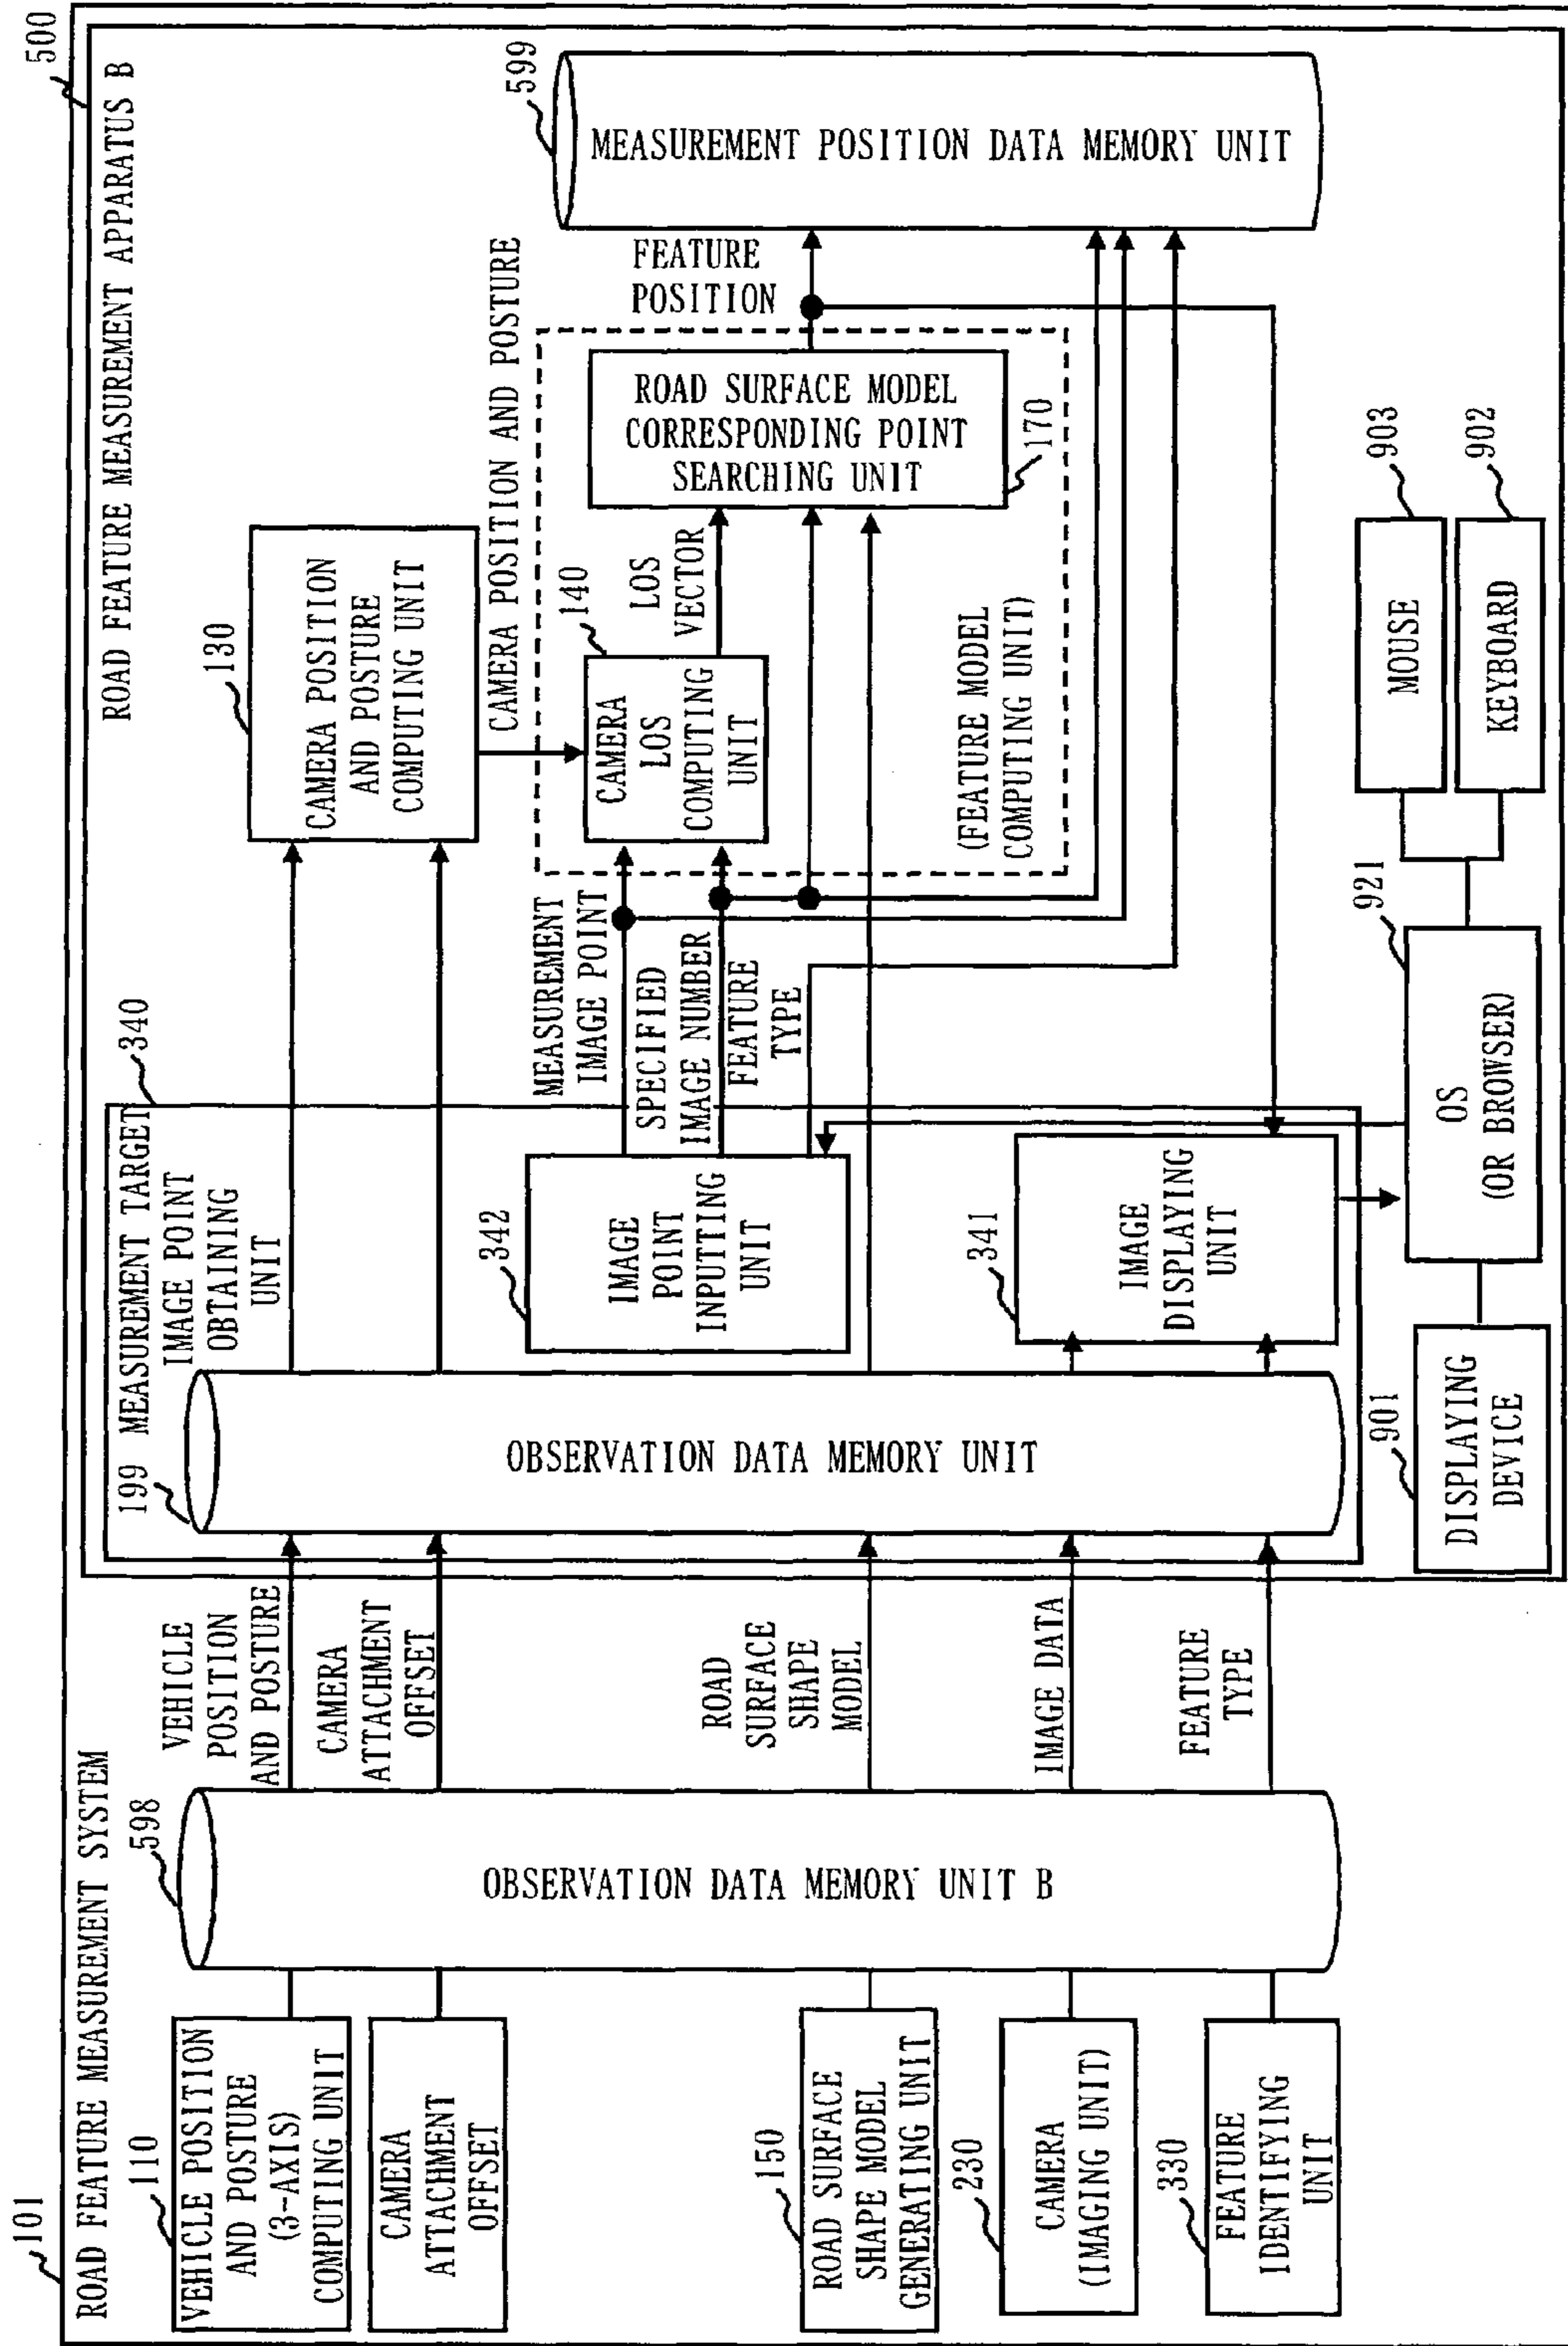 101
ROAD FEATURE MEASUREMENT SYSTEM
110
VEHICLE POSITION
AND POSTURE
(3-AXIS)
COMPUTING UNIT
CAMERA
ATTACHMENT
OFFSET
150
ROAD SURFACE
SHAPE MODEL
GENERATING UNIT
230
CAMERA
(IMAGING UNIT)
330
FEATURE
IDENTIFYING
UNIT
598
OBSERVATION DATA MEMORY UNIT B
VEHICLE
POSITION
AND POSTURE
CAMERA
ATTACHMENT
OFFSET
ROAD
SURFACE
SHAPE
MODEL
IMAGE DATA
FEATURE
TYPE
500
ROAD FEATURE MEASUREMENT APPARATUS B
340
MEASUREMENT TARGET
IMAGE POINT
OBTAINING
UNIT
199
OBSERVATION DATA MEMORY UNIT
342
IMAGE
POINT
INPUTTING
UNIT
341
IMAGE
DISPLAYING
UNIT
MEASUREMENT
IMAGE POINT
SPECIFIED
IMAGE NUMBER
FEATURE
TYPE
130
CAMERA POSITION
AND POSTURE
COMPUTING UNIT
CAMERA POSITION AND POSTURE
140
CAMERA
LOS
COMPUTING
UNIT
LOS
VECTOR
ROAD SURFACE MODEL
CORRESPONDING POINT
SEARCHING UNIT
170
(FEATURE MODEL
COMPUTING UNIT)
FEATURE
POSITION
599
MEASUREMENT POSITION DATA MEMORY UNIT
901
DISPLAYING
DEVICE
921
OS
(OR BROWSER)
903
MOUSE
902
KEYBOARD